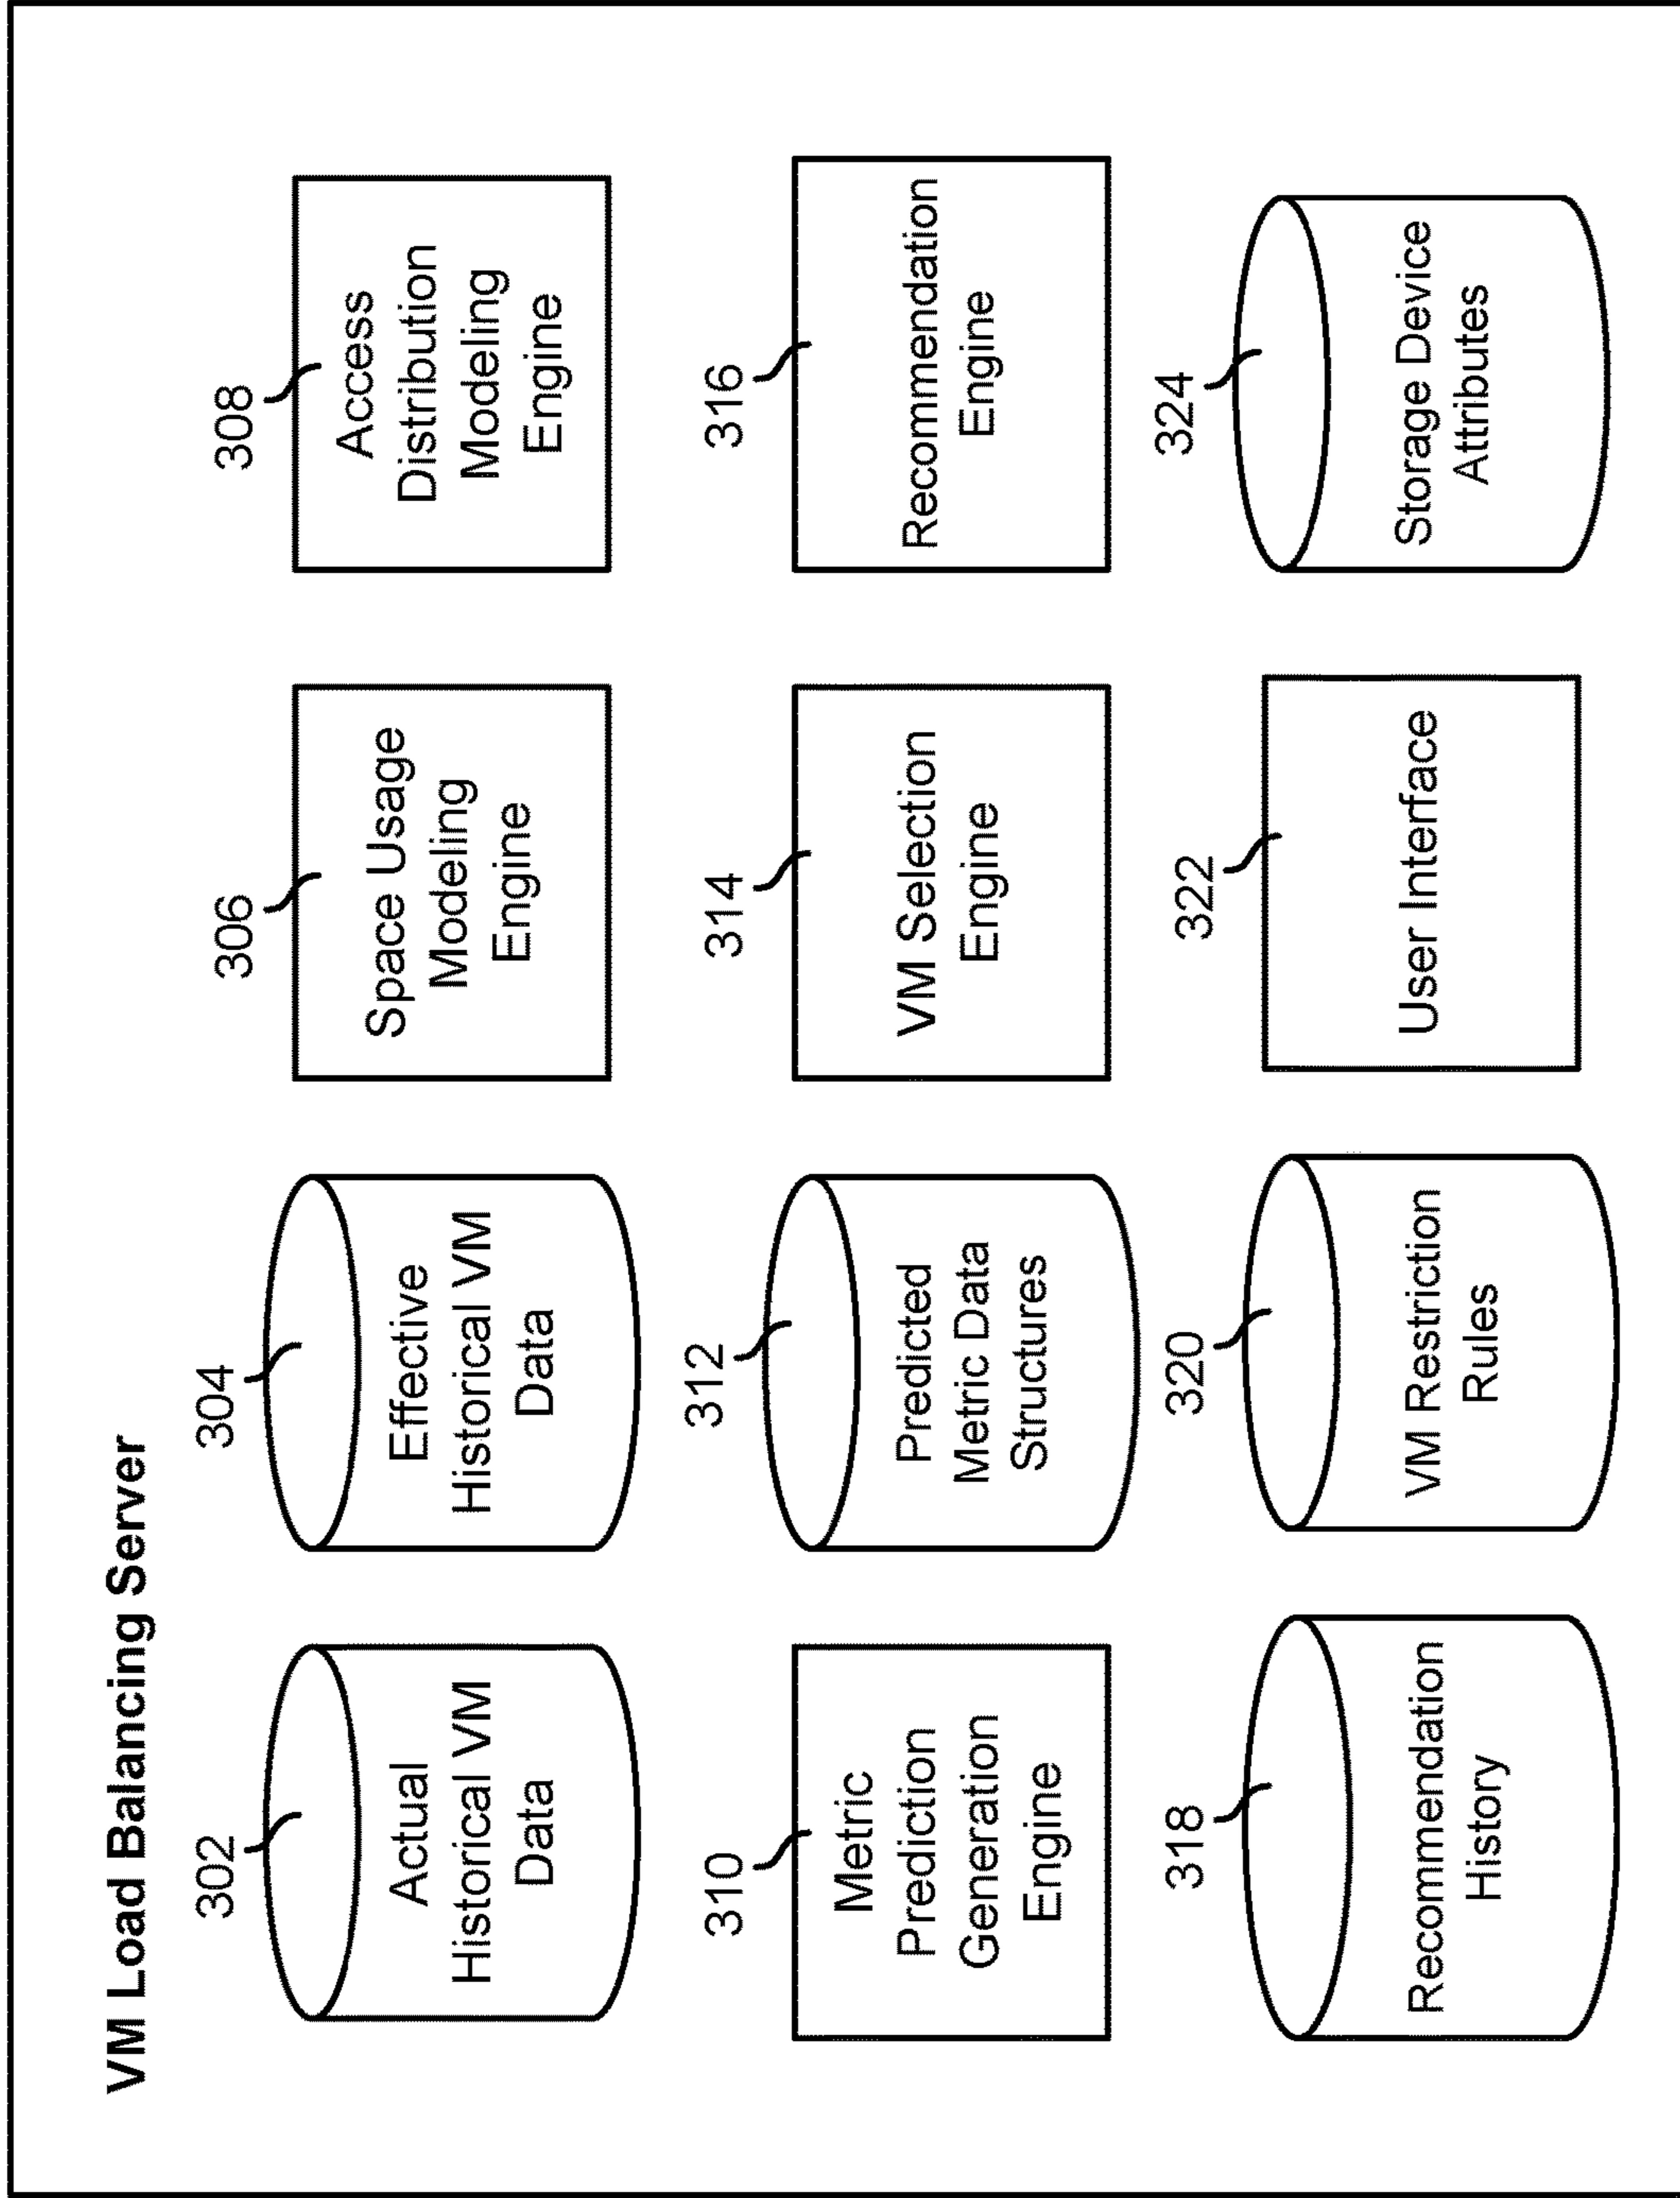 VM Load Balancing Server
302
Actual
Historical VM
Data
304
Effective
Historical VM
Data
306
Space Usage
Modeling
Engine
308
Access
Distribution
Modeling
Engine
310
Metric
Prediction
Generation
Engine
312
Predicted
Metric Data
Structures
314
VM Selection
Engine
316
Recommendation
Engine
318
Recommendation
History
320
VM Restriction
Rules
322
User Interface
324
Storage Device
Attributes